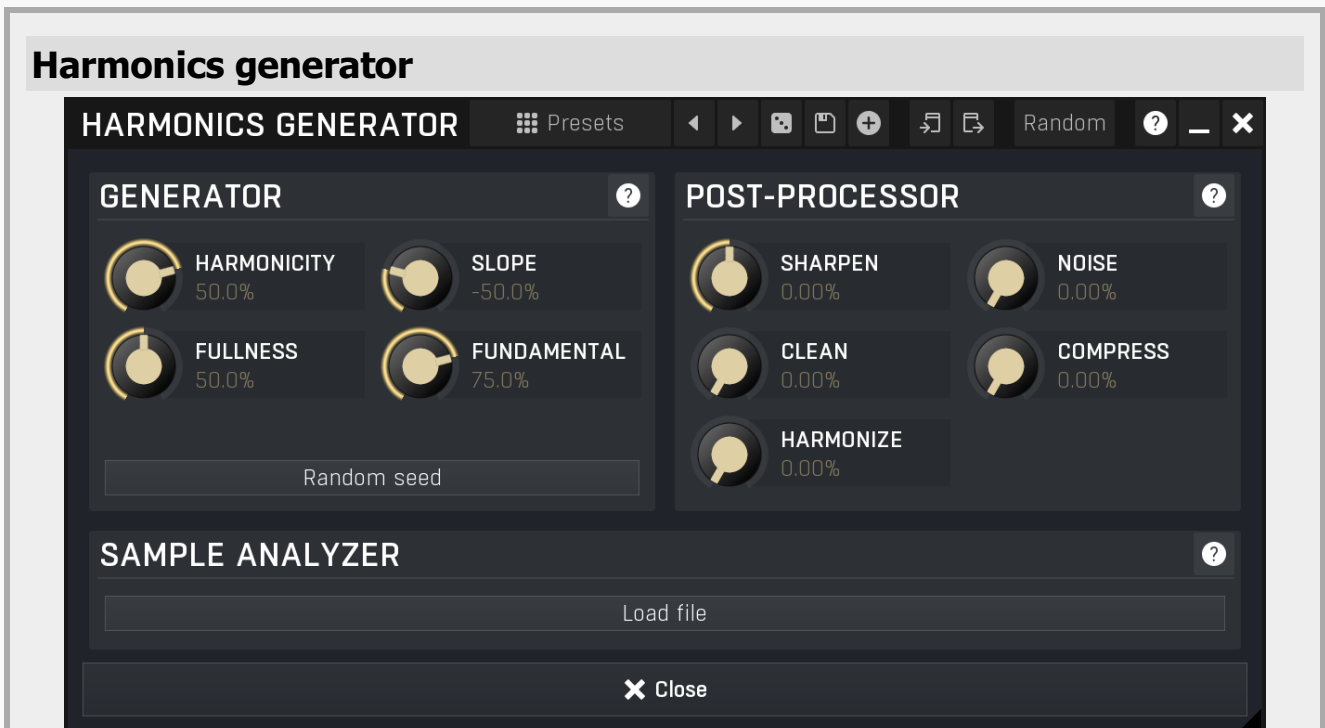 Harmonics generator
HARMONICS GENERATOR Presets Random ?
GENERATOR ? POST-PROCESSOR ?
HARMONICITY SLOPE SHARPEN NOISE
50.0% -50.0% 0.00% 0.00%
FULLNESS FUNDAMENTAL CLEAN COMPRESS
50.0% 75.0% 0.00% 0.00%
HARMONIZE
0.00%
Random seed
SAMPLE ANALYZER ?
Load file
Close